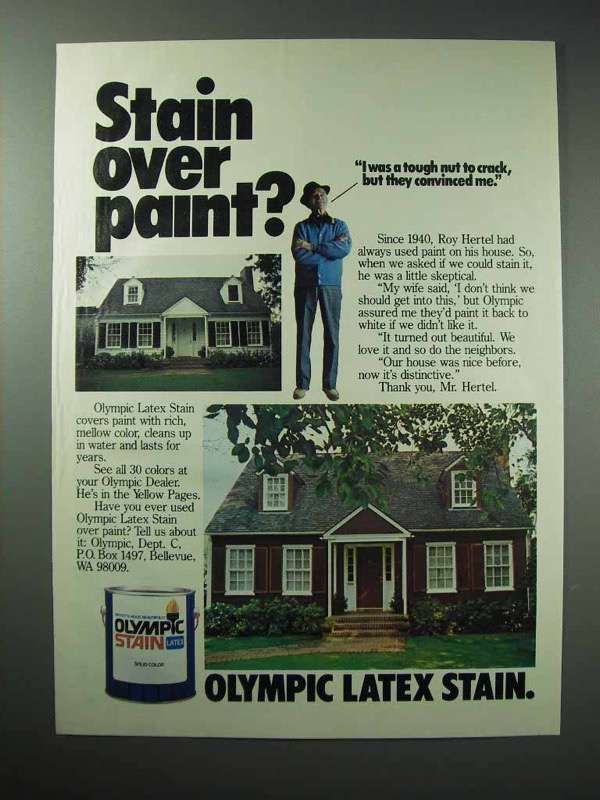 Stain
over
paint?
“I was a tough nut to crack,
but they convinced me.”
Since 1940, Roy Hertel had
always used paint on his house. So,
when we asked if we could stain it,
he was a little skeptical.
“My wife said, ‘I don’t think we
should get into this,’ but Olympic
assured me they’d paint it back to
white if we didn’t like it.
“It turned out beautiful. We
love it and so do the neighbors.
“Our house was nice before,
now it’s distinctive.”
Thank you, Mr. Hertel.
Olympic Latex Stain
covers paint with rich,
mellow color, cleans up
in water and lasts for
years.
See all 30 colors at
your Olympic Dealer.
He’s in the Yellow Pages.
Have you ever used
Olympic Latex Stain
over paint? Tell us about
it: Olympic, Dept. C,
P.O. Box 1497, Bellevue,
WA 98009.
OLYMPIC
STAIN
LATEX
SOLID COLOR
OLYMPIC LATEX STAIN.